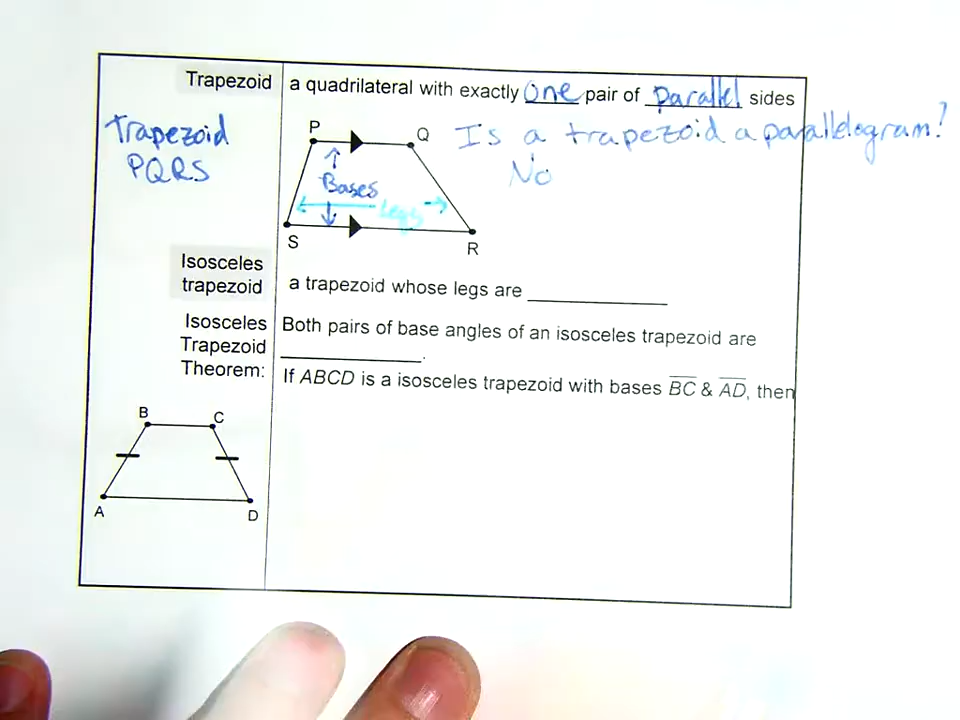 Trapezoid
a quadrilateral with exactly one pair of parallel sides
Trapezoid
PQRS
P
Q
Is a trapezoid a parallelogram?
No
Bases
legs
S
R
Isosceles
trapezoid
a trapezoid whose legs are ____________
Isosceles
Trapezoid
Theorem:
Both pairs of base angles of an isosceles trapezoid are
____________.
If ABCD is a isosceles trapezoid with bases BC & AD, then
B
C
A
D